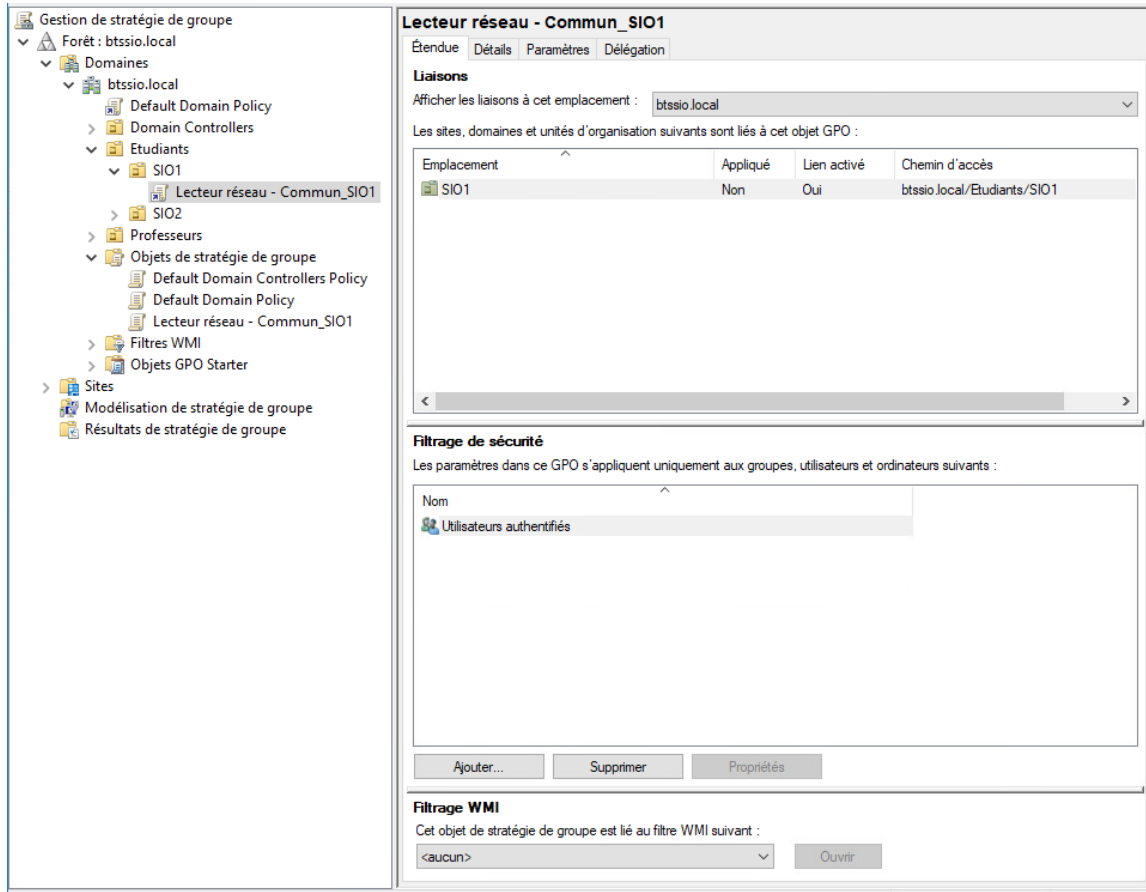 Gestion de stratégie de groupe
Forêt : btssio.local
Domaines
btssio.local
Default Domain Policy
Domain Controllers
Etudiants
SIO1
Lecteur réseau - Commun_SIO1
SIO2
Professeurs
Objets de stratégie de groupe
Default Domain Controllers Policy
Default Domain Policy
Lecteur réseau - Commun_SIO1
Filtres WMI
Objets GPO Starter
Sites
Modélisation de stratégie de groupe
Résultats de stratégie de groupe
Lecteur réseau - Commun_SIO1
Étendue Détails Paramètres Délégation
Liaisons
Afficher les liaisons à cet emplacement : btssio.local
Les sites, domaines et unités d'organisation suivants sont liés à cet objet GPO :
Emplacement Appliqué Lien activé Chemin d'accès
SIO1 Non Oui btssio.local/Etudiants/SIO1
Filtrage de sécurité
Les paramètres dans ce GPO s'appliquent uniquement aux groupes, utilisateurs et ordinateurs suivants :
Nom
Utilisateurs authentifiés
Ajouter... Supprimer Propriétés
Filtrage WMI
Cet objet de stratégie de groupe est lié au filtre WMI suivant :
<aucun> Ouvrir